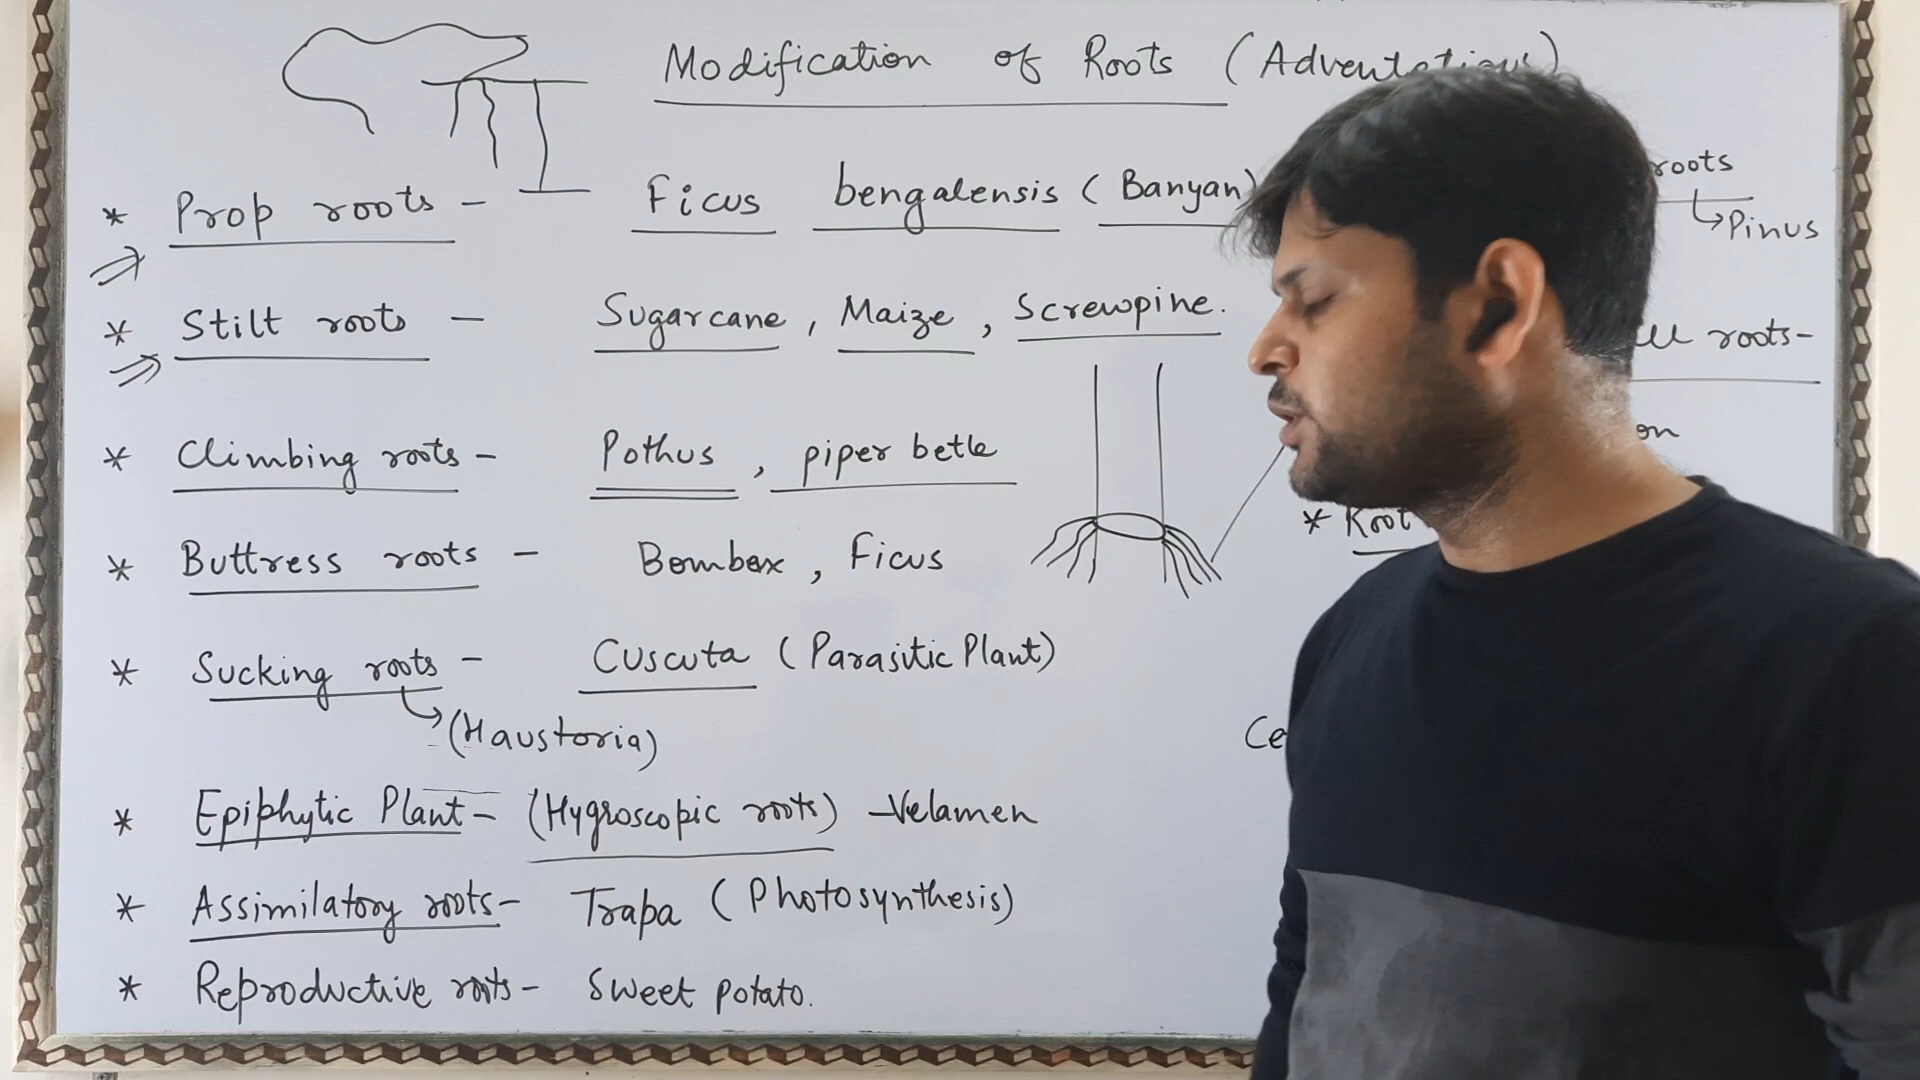 Modification of Roots (Adventatious)
* Prop roots - Ficus bengalensis (Banyan)
* Stilt roots - Sugarcane, Maize, Screwpine.
* Climbing roots - Pothus, piper betle
* Buttress roots - Bombax, Ficus
* Sucking roots - Cuscuta (Parasitic Plant)
(Haustoria)
* Epiphytic Plant - (Hygroscopic roots) - Velamen
* Assimilatory roots - Trapa (Photosynthesis)
* Reproductive roots - Sweet potato.
roots
Pinus
roots-
*